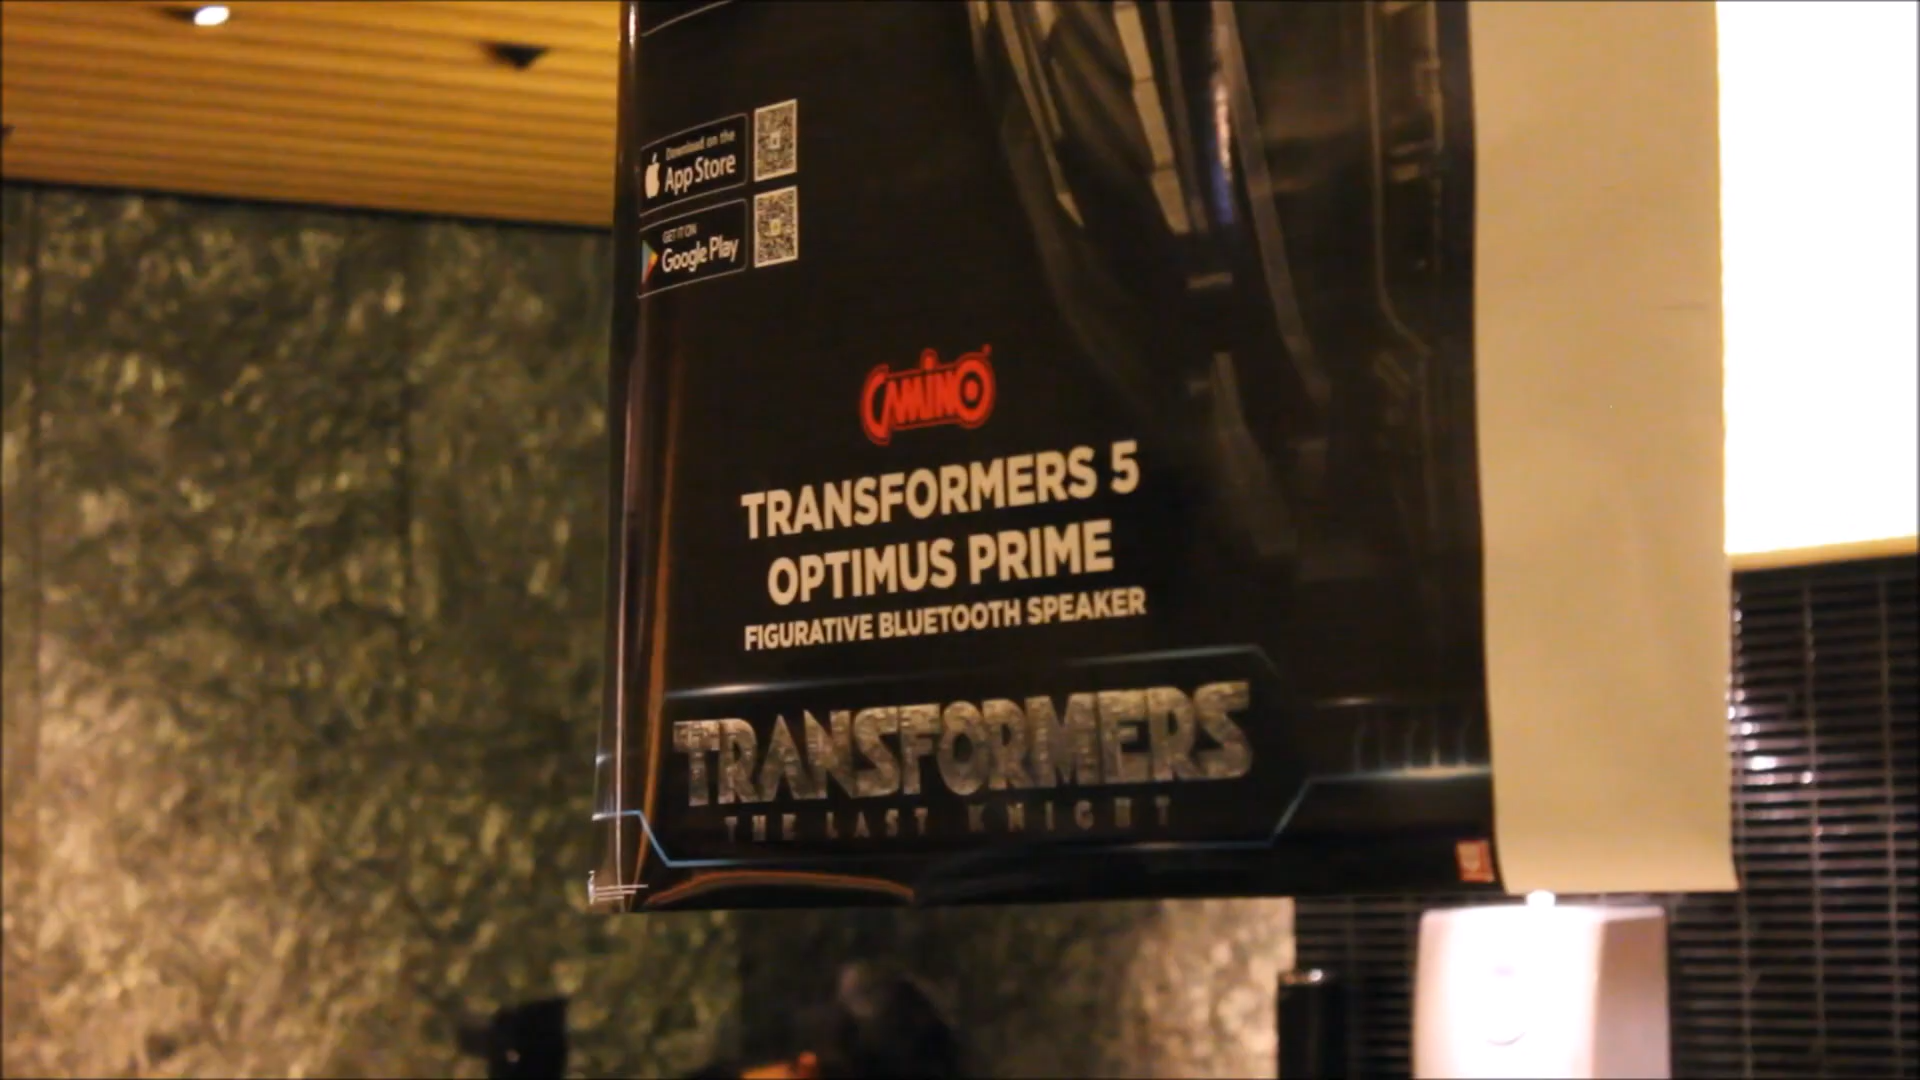 Download on the
App Store
GET IT ON
Google Play
CAMINO
TRANSFORMERS 5
OPTIMUS PRIME
FIGURATIVE BLUETOOTH SPEAKER
TRANSFORMERS
THE LAST KNIGHT